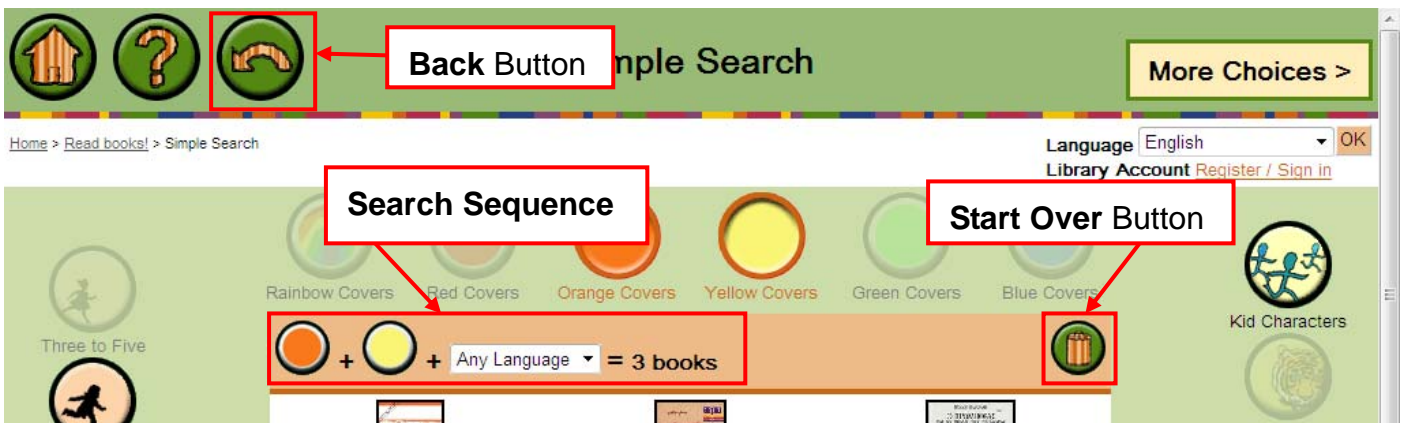 Back Button
mple Search
More Choices >
Home > Read books! > Simple Search
Language English OK
Library Account Register / Sign in
Search Sequence
Start Over Button
Rainbow Covers Red Covers Orange Covers Yellow Covers Green Covers Blue Covers
Kid Characters
Three to Five
+ + Any Language = 3 books